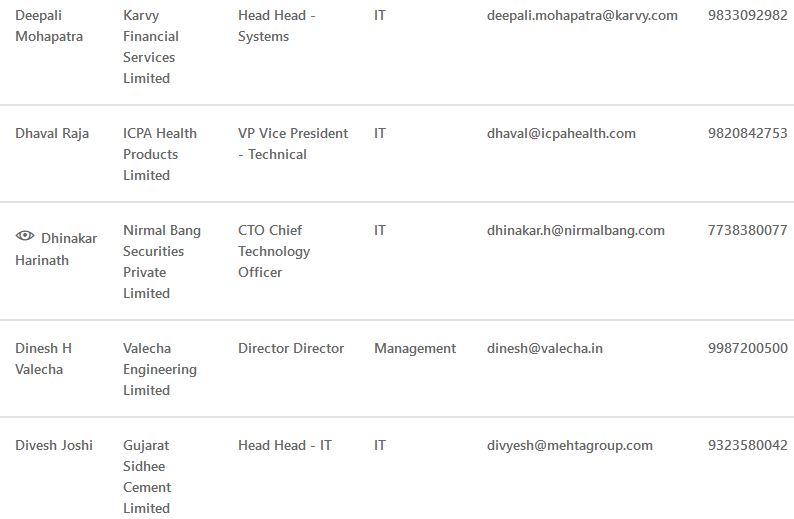 Deepali Karvy Head Head - IT deepali.mohapatra@karvy.com 9833092982
Mohapatra Financial Systems
Services
Limited
Dhaval Raja ICPA Health VP Vice President IT dhaval@icpahealth.com 9820842753
Products - Technical
Limited
Dhinakar Nirmal Bang CTO Chief IT dhinakar.h@nirmalbang.com 7738380077
Harinath Securities Technology
Private Officer
Limited
Dinesh H Valecha Director Director Management dinesh@valecha.in 9987200500
Valecha Engineering
Limited
Divesh Joshi Gujarat Head Head - IT IT divyesh@mehtagroup.com 9323580042
Sidhee
Cement
Limited